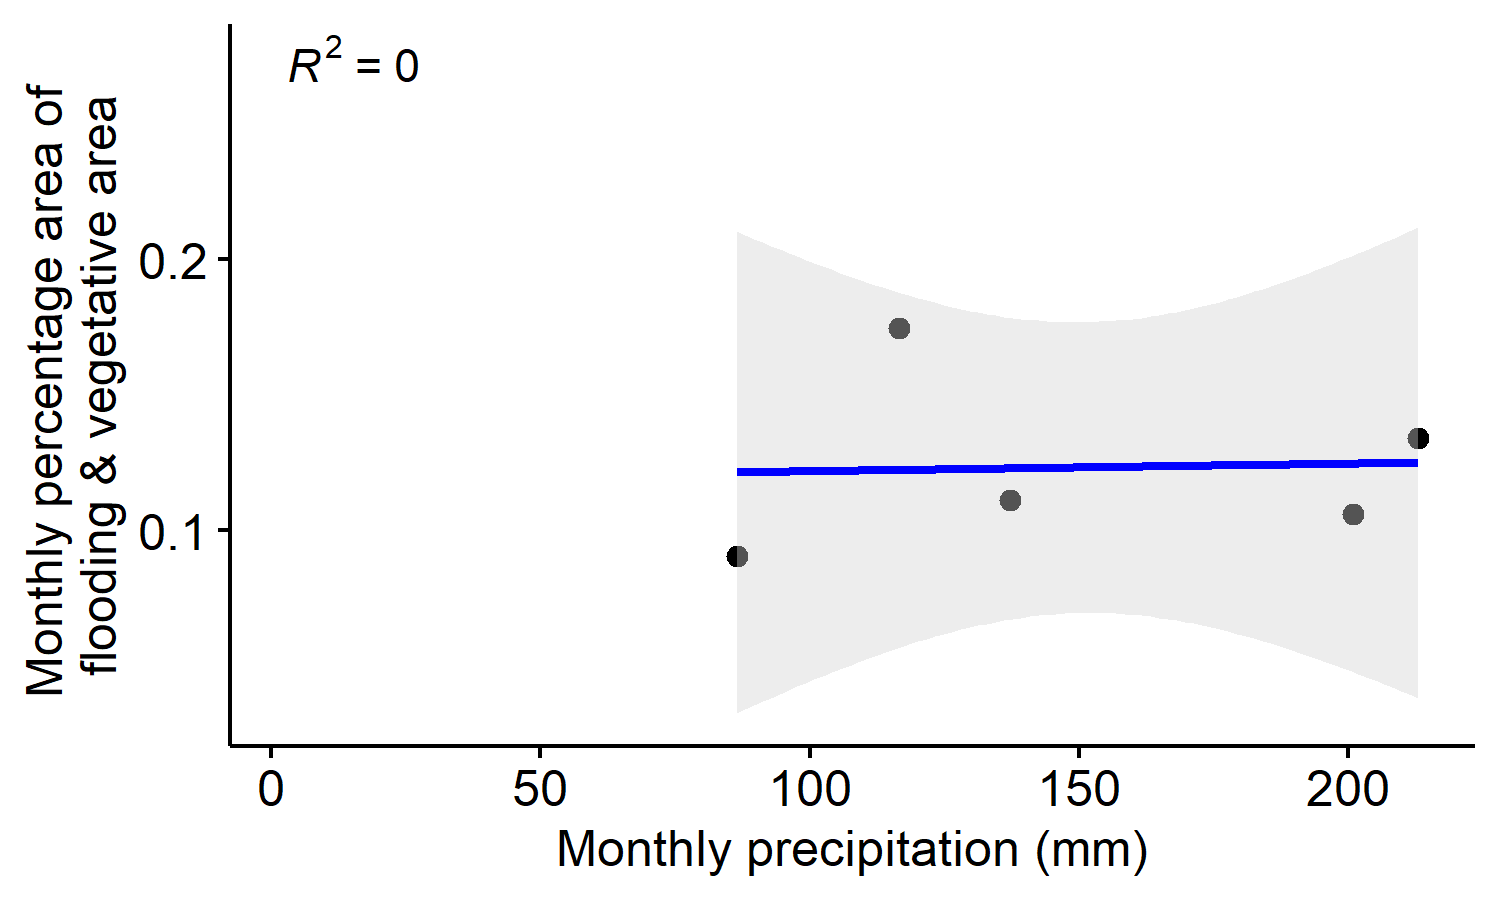 R² = 0
Monthly percentage area of
flooding & vegetative area
0.2
0.1
0 50 100 150 200
Monthly precipitation (mm)